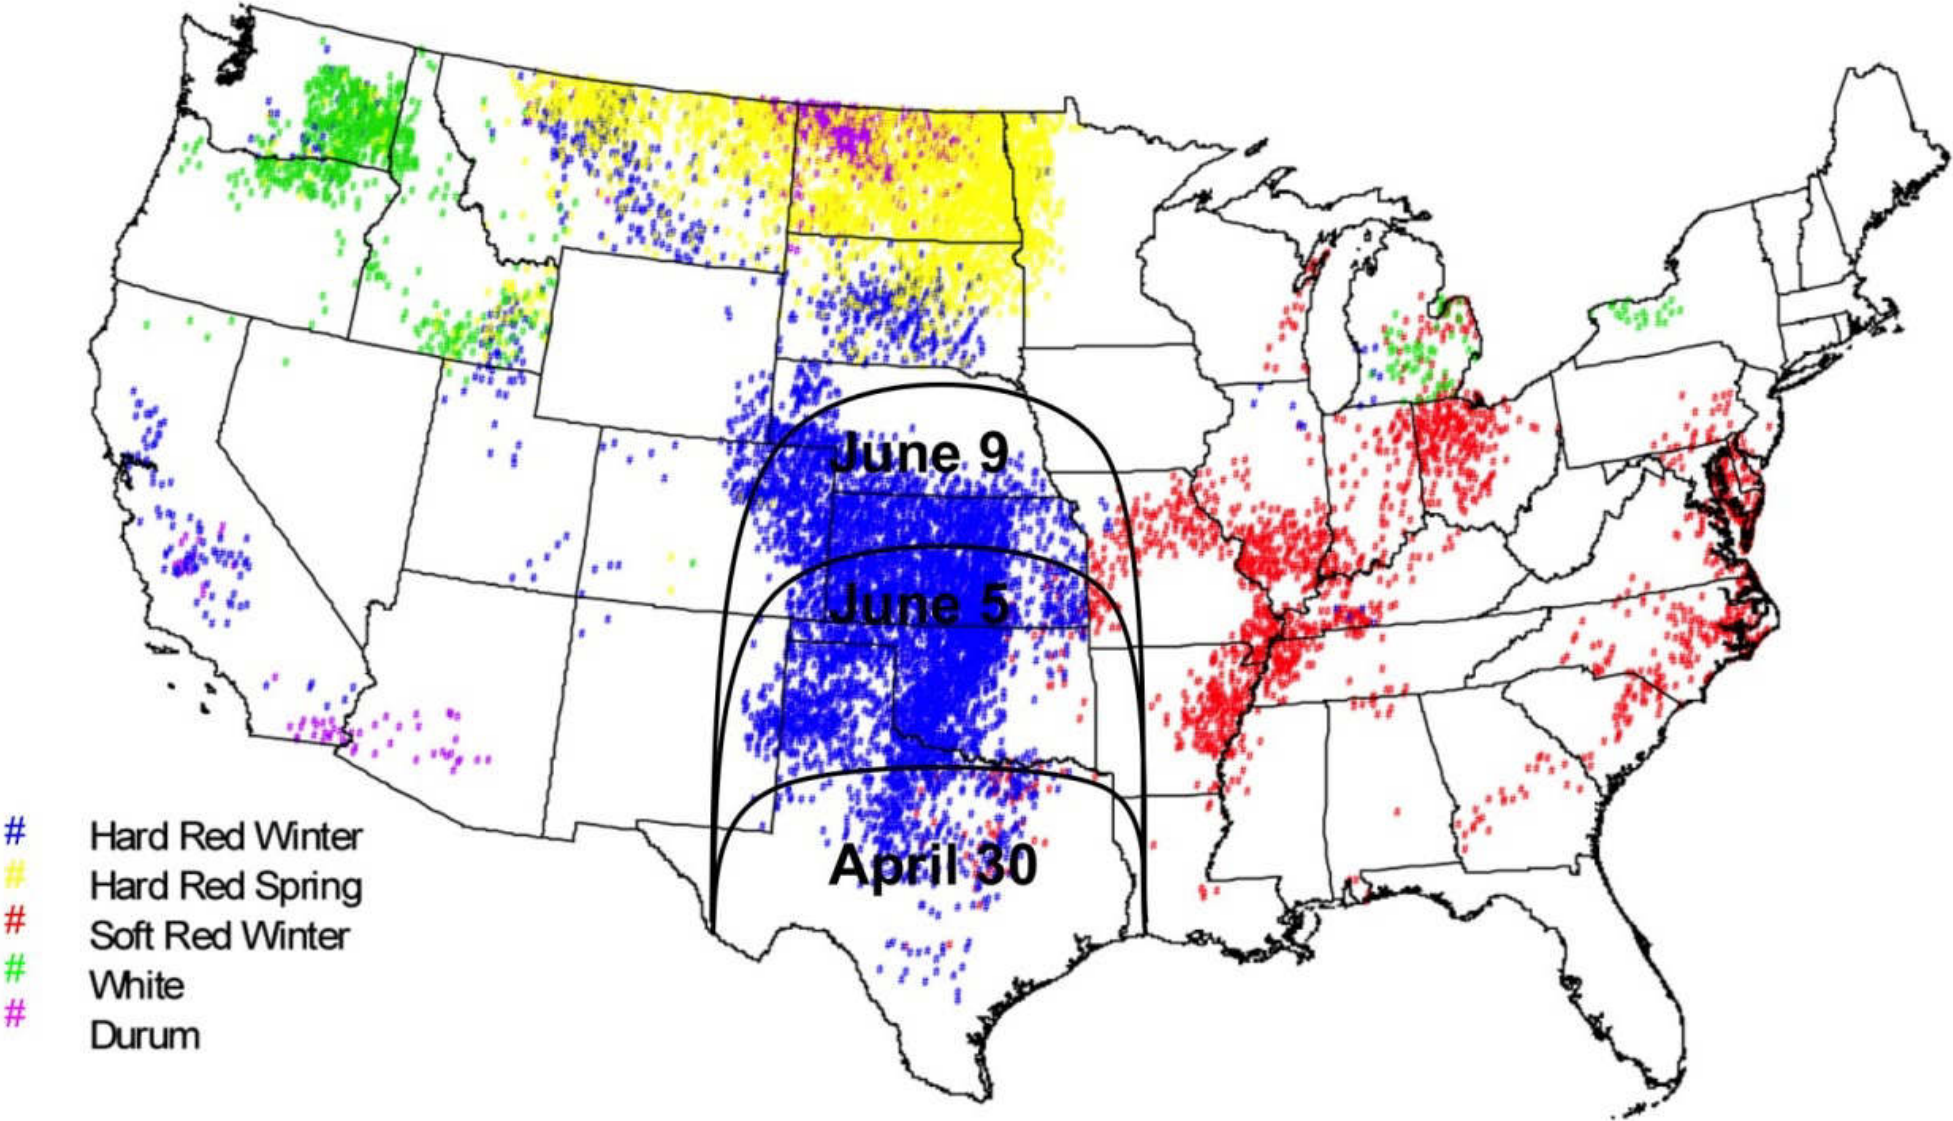 June 9
June 5
April 30
# Hard Red Winter
# Hard Red Spring
# Soft Red Winter
# White
# Durum